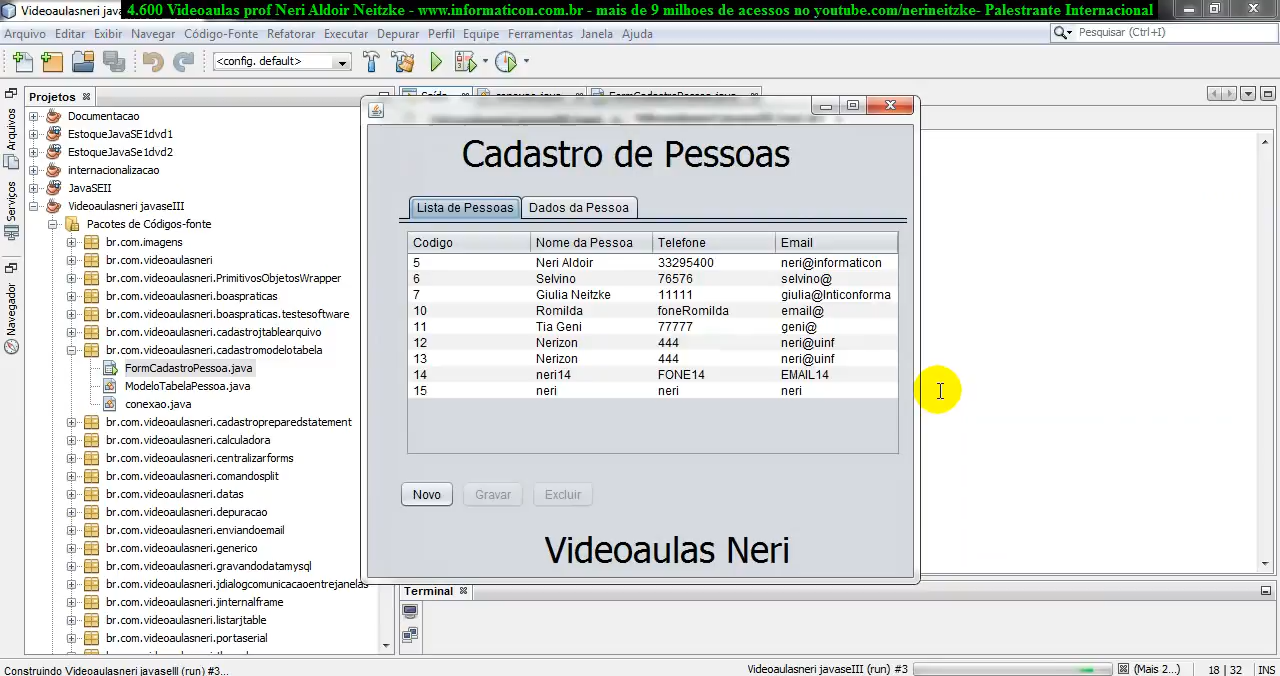 Videoaulasneri jav
4.600 Videoaulas prof Neri Aldoir Neitzke - www.informaticon.com.br - mais de 9 milhoes de acessos no youtube.com/nerineitzke- Palestrante Internacional
Arquivo Editar Exibir Navegar Código-Fonte Refatorar Executar Depurar Perfil Equipe Ferramentas Janela Ajuda
Pesquisar (Ctrl+I)
<config. default>
Projetos
Saída
conexao.java
FormCadastroPessoa.java
Arquivos
Serviços
Navegador
Documentacao
EstoqueJavaSE1dvd1
EstoqueJavaSe1dvd2
internacionalizacao
JavaSEII
Videoaulasneri javaseIII
Pacotes de Códigos-fonte
br.com.imagens
br.com.videoaulasneri
br.com.videoaulasneri.PrimitivosObjetosWrapper
br.com.videoaulasneri.boaspraticas
br.com.videoaulasneri.boaspraticas.testesoftware
br.com.videoaulasneri.cadastrojtablearquivo
br.com.videoaulasneri.cadastromodelotabela
FormCadastroPessoa.java
ModeloTabelaPessoa.java
conexao.java
br.com.videoaulasneri.cadastropreparedstatement
br.com.videoaulasneri.calculadora
br.com.videoaulasneri.centralizarforms
br.com.videoaulasneri.comandosplit
br.com.videoaulasneri.datas
br.com.videoaulasneri.depuracao
br.com.videoaulasneri.enviandoemail
br.com.videoaulasneri.generico
br.com.videoaulasneri.gravandodatamysql
br.com.videoaulasneri.jdialogcomunicacaoentrejanelas
br.com.videoaulasneri.jinternalframe
br.com.videoaulasneri.listarjtable
br.com.videoaulasneri.portaserial
Cadastro de Pessoas
Lista de Pessoas Dados da Pessoa
Codigo Nome da Pessoa Telefone Email
5 Neri Aldoir 33295400 neri@informaticon
6 Selvino 76576 selvino@
7 Giulia Neitzke 11111 giulia@Inticonforma
10 Romilda foneRomilda email@
11 Tia Geni 77777 geni@
12 Nerizon 444 neri@uinf
13 Nerizon 444 neri@uinf
14 neri14 FONE14 EMAIL14
15 neri neri neri
Novo Gravar Excluir
Videoaulas Neri
Terminal
Construindo Videoaulasneri javaseIII (run) #3...
Videoaulasneri javaseIII (run) #3
(Mais 2...)
18 | 32
INS